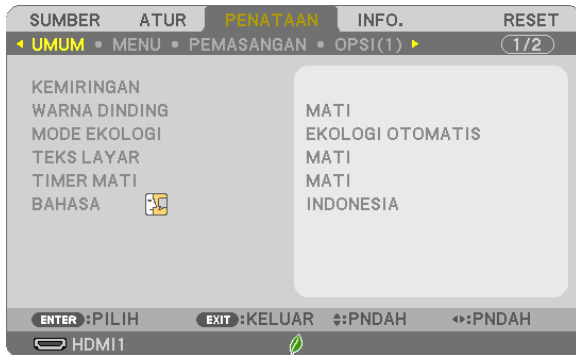 SUMBER ATUR PENATAAN INFO. RESET
UMUM • MENU • PEMASANGAN • OPSI(1) 1/2
KEMIRINGAN
WARNA DINDING MATI
MODE EKOLOGI EKOLOGI OTOMATIS
TEKS LAYAR MATI
TIMER MATI MATI
BAHASA INDONESIA
ENTER :PILIH EXIT :KELUAR :PNDAH :PNDAH
HDMI1